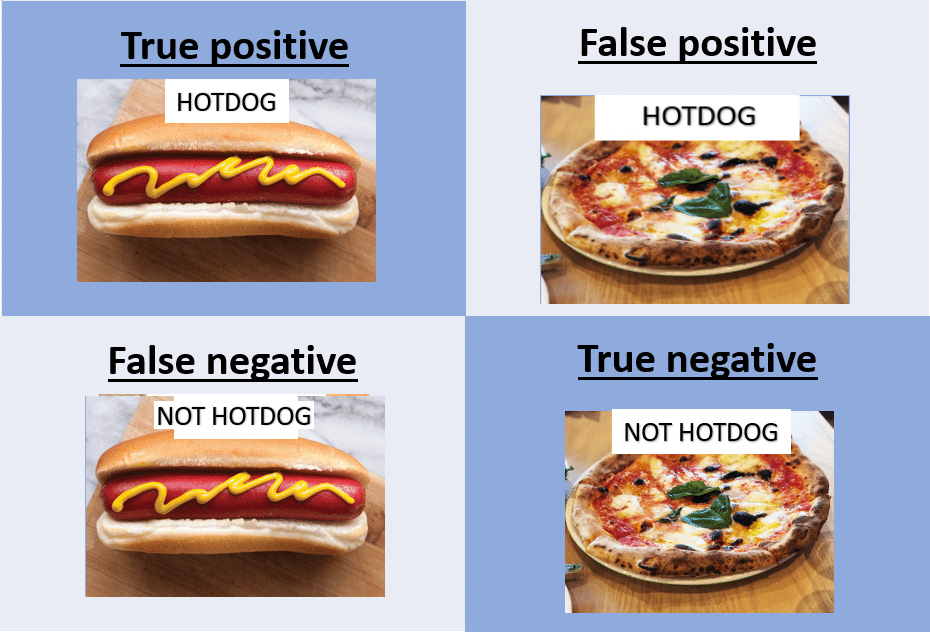 True positive
HOTDOG
False positive
HOTDOG
False negative
NOT HOTDOG
True negative
NOT HOTDOG